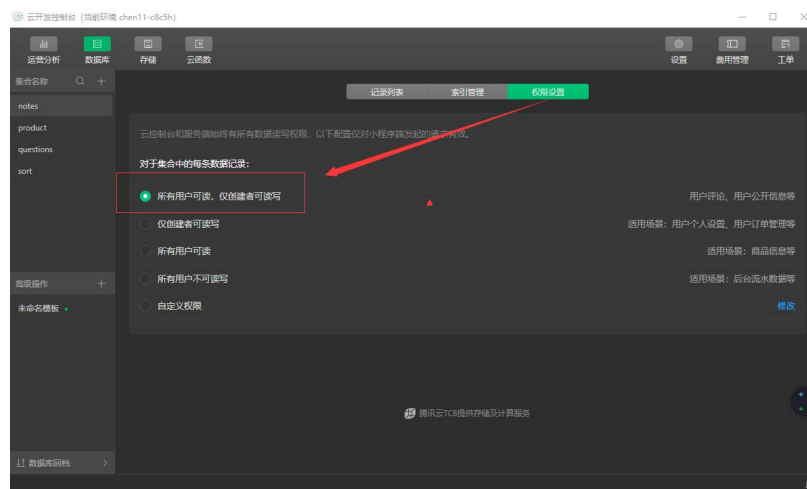 云开发控制台 (当前环境 chen11-c8c5h)
运营分析 数据库 存储 云函数 设置 费用管理 工单
集合名称
记录列表 索引管理 权限设置
notes
product
云控制台和服务端始终有所有数据读写权限，以下配置仅对小程序端发起的请求有效。
questions
对于集合中的每条数据记录：
sort
所有用户可读，仅创建者可读写 用户评论、用户公开信息等
仅创建者可读写 适用场景：用户个人设置、用户订单管理等
所有用户可读 适用场景：商品信息等
高级操作
所有用户不可读写 适用场景：后台流水数据等
未命名模板
自定义权限 修改
腾讯云TCB提供存储及计算服务
数据库回档